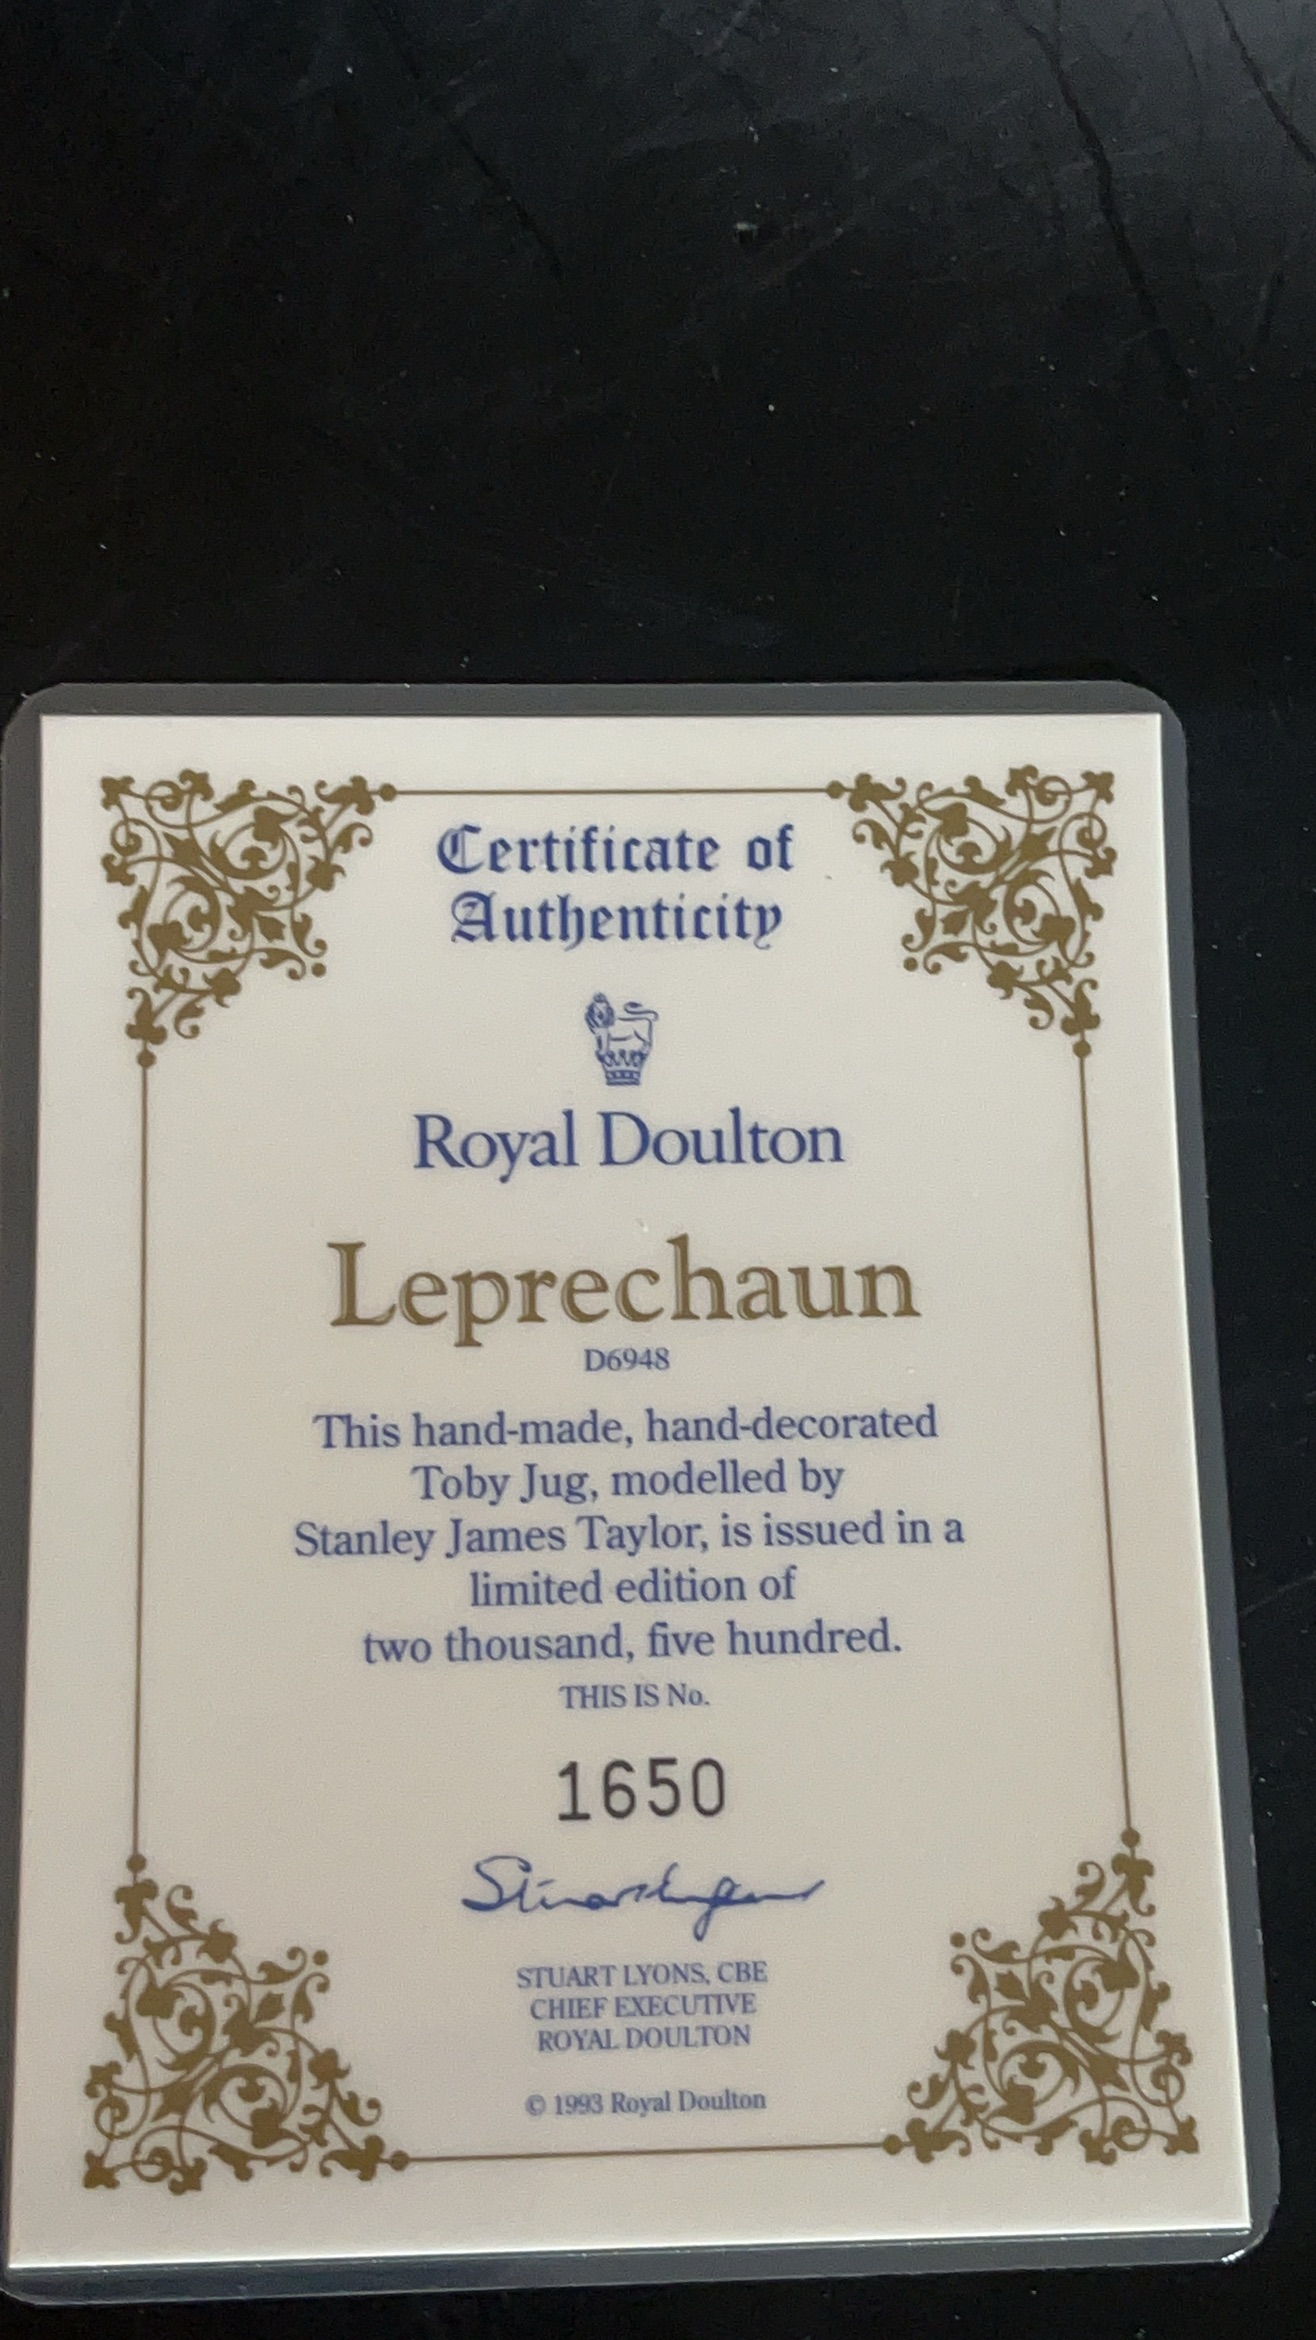 Certificate of
Authenticity
Royal Doulton
Leprechaun
D6948
This hand-made, hand-decorated
Toby Jug, modelled by
Stanley James Taylor, is issued in a
limited edition of
two thousand, five hundred.
THIS IS No.
1650
Stuart Lyons
STUART LYONS, CBE
CHIEF EXECUTIVE
ROYAL DOULTON
© 1993 Royal Doulton